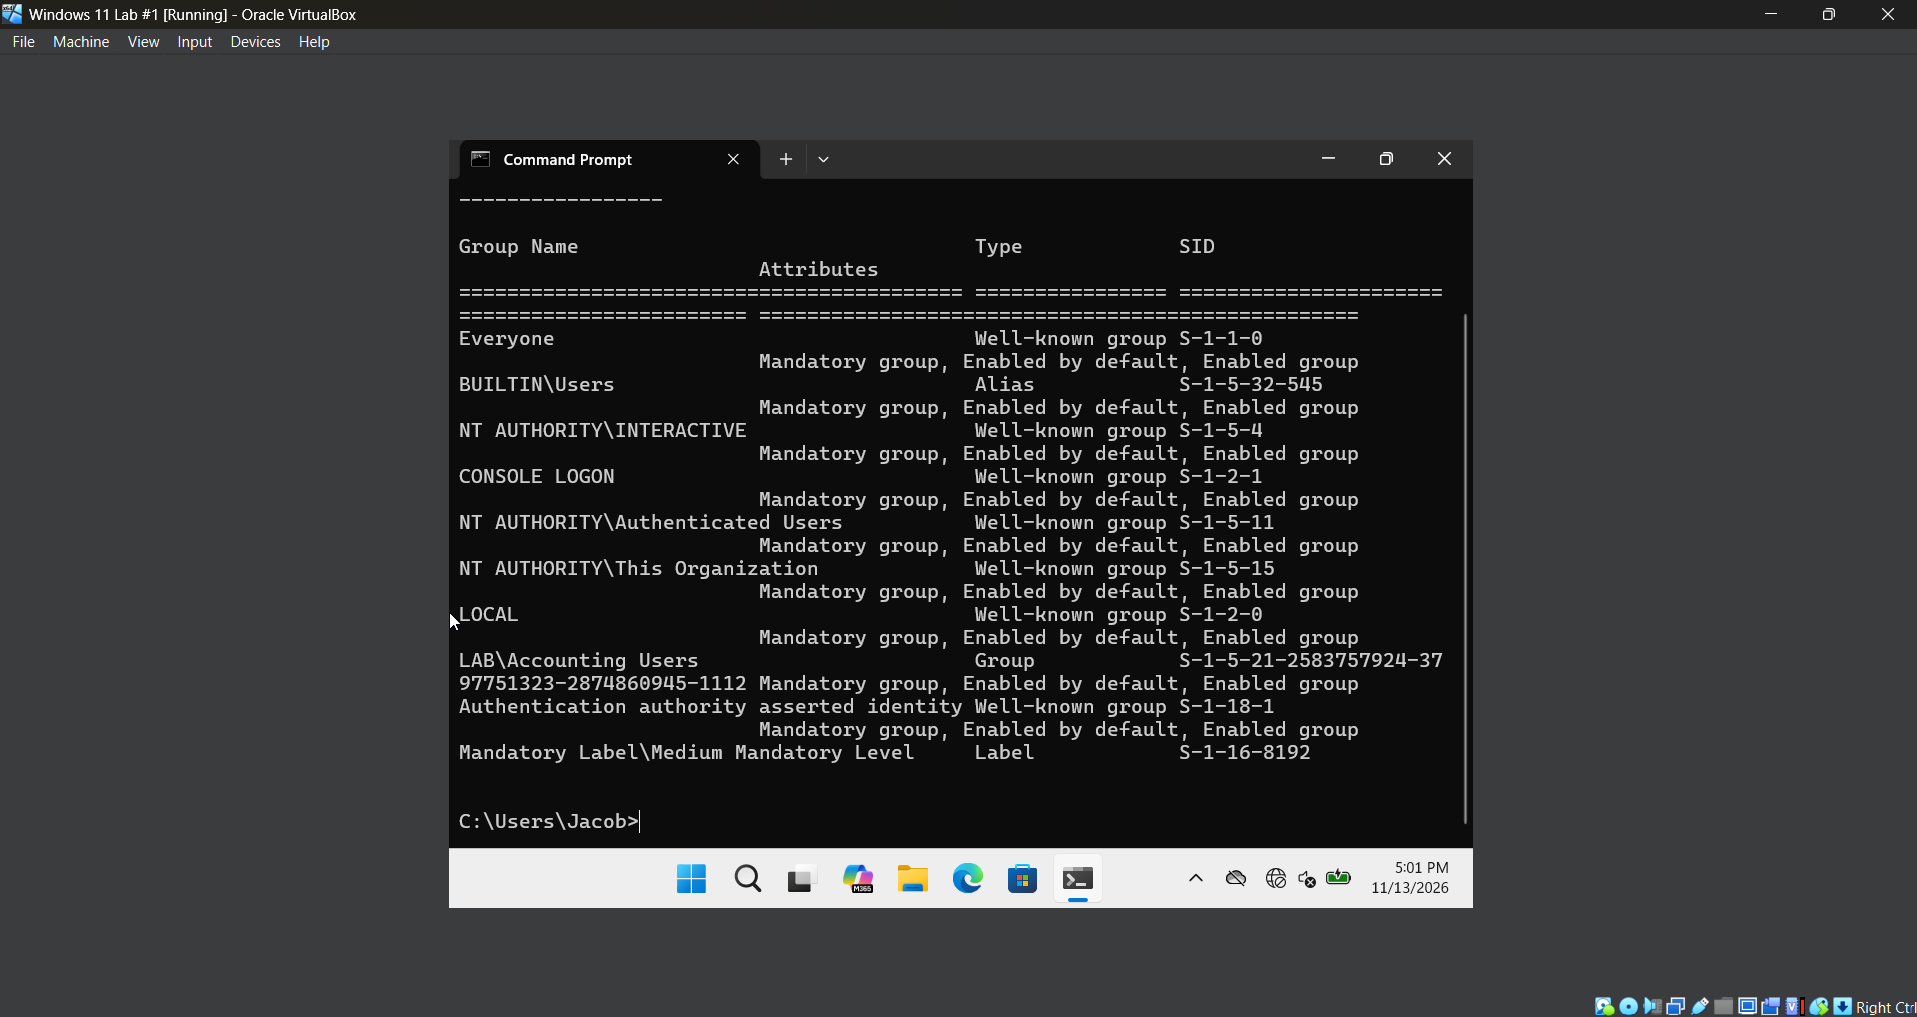 Windows 11 Lab #1 [Running] - Oracle VirtualBox
File Machine View Input Devices Help
Command Prompt
-----------------
Group Name Type SID
Attributes
========================================== ================ ======================
======================== ==================================================
Everyone Well-known group S-1-1-0
Mandatory group, Enabled by default, Enabled group
BUILTIN\Users Alias S-1-5-32-545
Mandatory group, Enabled by default, Enabled group
NT AUTHORITY\INTERACTIVE Well-known group S-1-5-4
Mandatory group, Enabled by default, Enabled group
CONSOLE LOGON Well-known group S-1-2-1
Mandatory group, Enabled by default, Enabled group
NT AUTHORITY\Authenticated Users Well-known group S-1-5-11
Mandatory group, Enabled by default, Enabled group
NT AUTHORITY\This Organization Well-known group S-1-5-15
Mandatory group, Enabled by default, Enabled group
LOCAL Well-known group S-1-2-0
Mandatory group, Enabled by default, Enabled group
LAB\Accounting Users Group S-1-5-21-2583757924-37
97751323-2874860945-1112 Mandatory group, Enabled by default, Enabled group
Authentication authority asserted identity Well-known group S-1-18-1
Mandatory group, Enabled by default, Enabled group
Mandatory Label\Medium Mandatory Level Label S-1-16-8192
C:\Users\Jacob>
M365
5:01 PM
11/13/2026
Right Ctrl